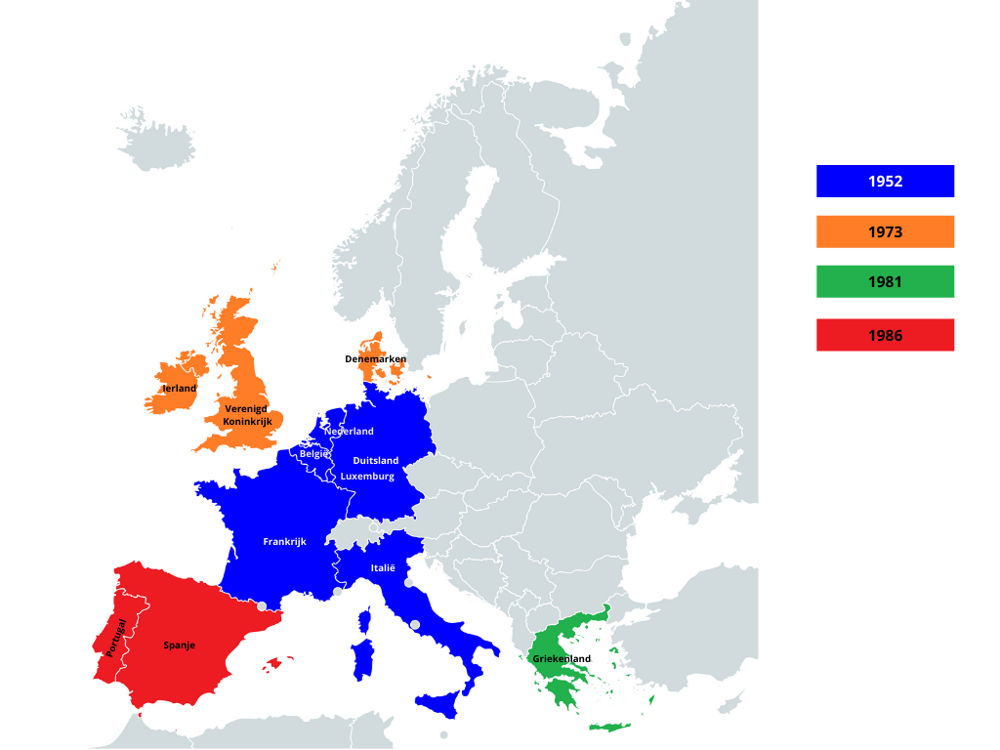 1952
1973
1981
1986
Denemarken
Ierland
Verenigd
Koninkrijk
Nederland
België
Duitsland
Luxemburg
Frankrijk
Italië
Portugal
Spanje
Griekenland